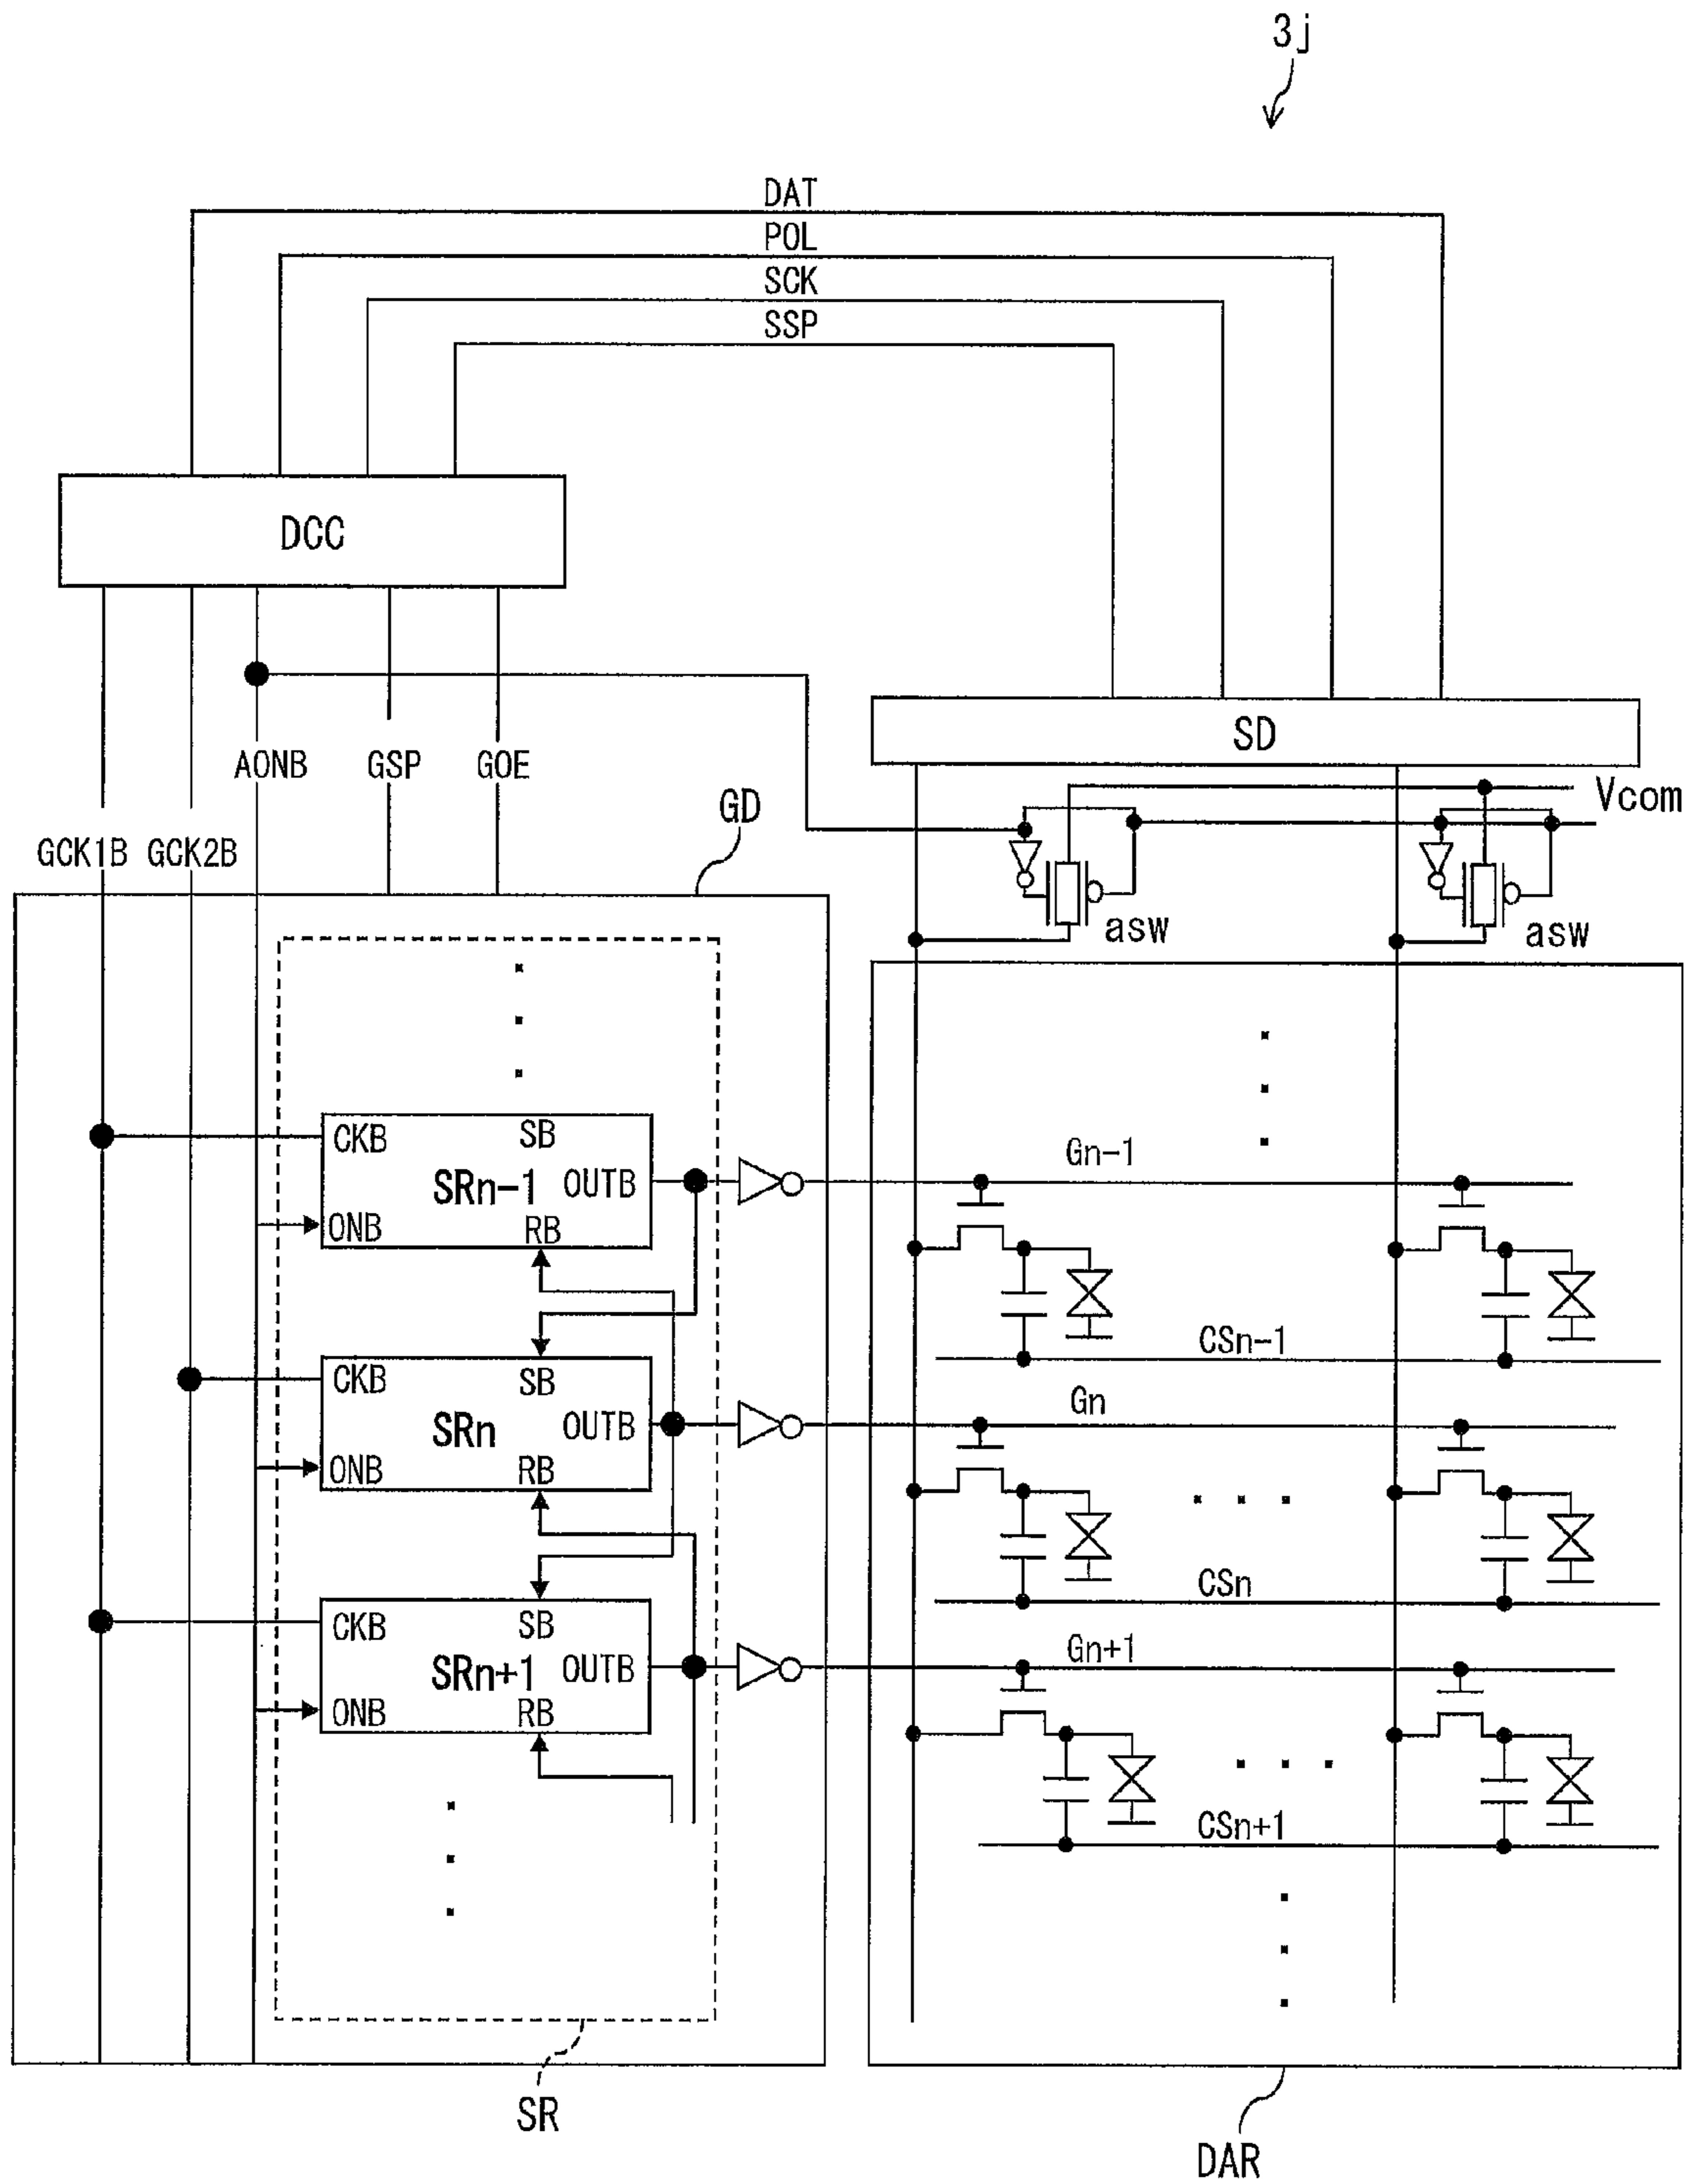 3j
DAT
POL
SCK
SSP
DCC
SD
AONB GSP GOE
Vcom
GD
GCK1B GCK2B
asw asw
CKB SB
SRn-1 OUTB
ONB RB
Gn-1
CSn-1
CKB SB
SRn OUTB
ONB RB
Gn
CSn
CKB SB
SRn+1 OUTB
ONB RB
Gn+1
CSn+1
SR
DAR